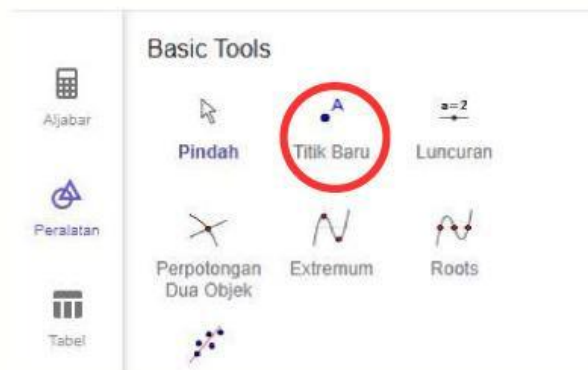 Basic Tools
Aljabar
A
a=2
Pindah
Titik Baru
Luncuran
Peralatan
Perpotongan
Dua Objek
Extremum
Roots
Tabel